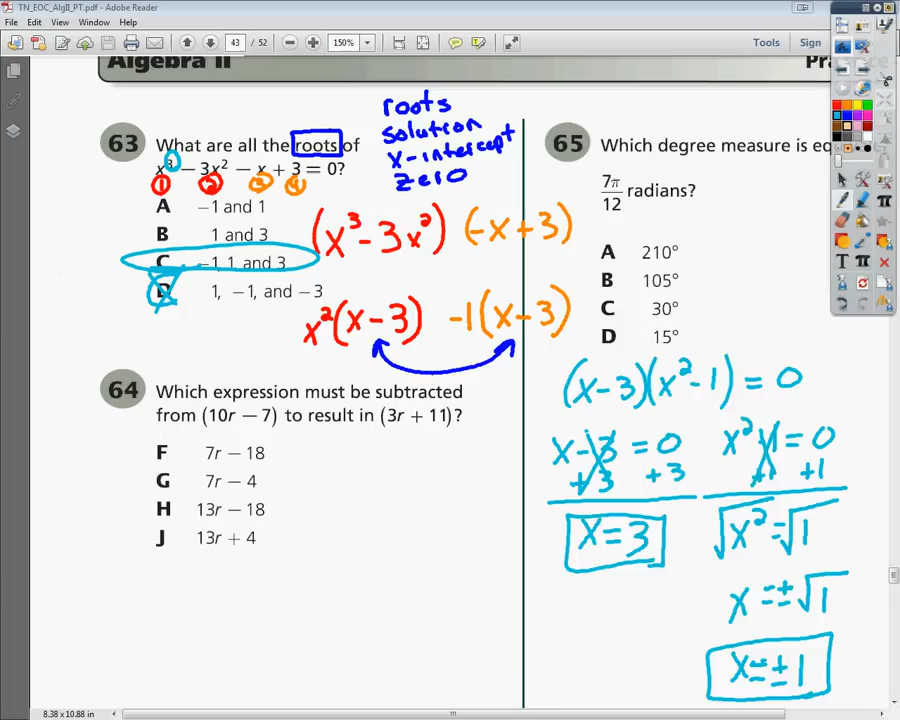 TN_EOC_AlgII_PT.pdf - Adobe Reader
File Edit View Window Help
43 / 52
150%
Tools Sign
Algebra II
Pra
63 What are all the roots of
x³ − 3x² − x + 3 = 0?
1 2 3 4
A −1 and 1
B 1 and 3
C −1, 1 and 3
D 1, −1, and −3
roots
solution
x-intercept
zero
(x³ - 3x²) (-x + 3)
x²(x - 3) -1(x - 3)
64 Which expression must be subtracted
from (10r − 7) to result in (3r + 11)?
F 7r − 18
G 7r − 4
H 13r − 18
J 13r + 4
65 Which degree measure is eq
7π/12 radians?
A 210°
B 105°
C 30°
D 15°
(x-3)(x²-1) = 0
x-3 = 0 x²-1 = 0
+3 +3 +1 +1
x = 3 √x² = √1
x = ±√1
x = ±1
8.38 x 10.88 in